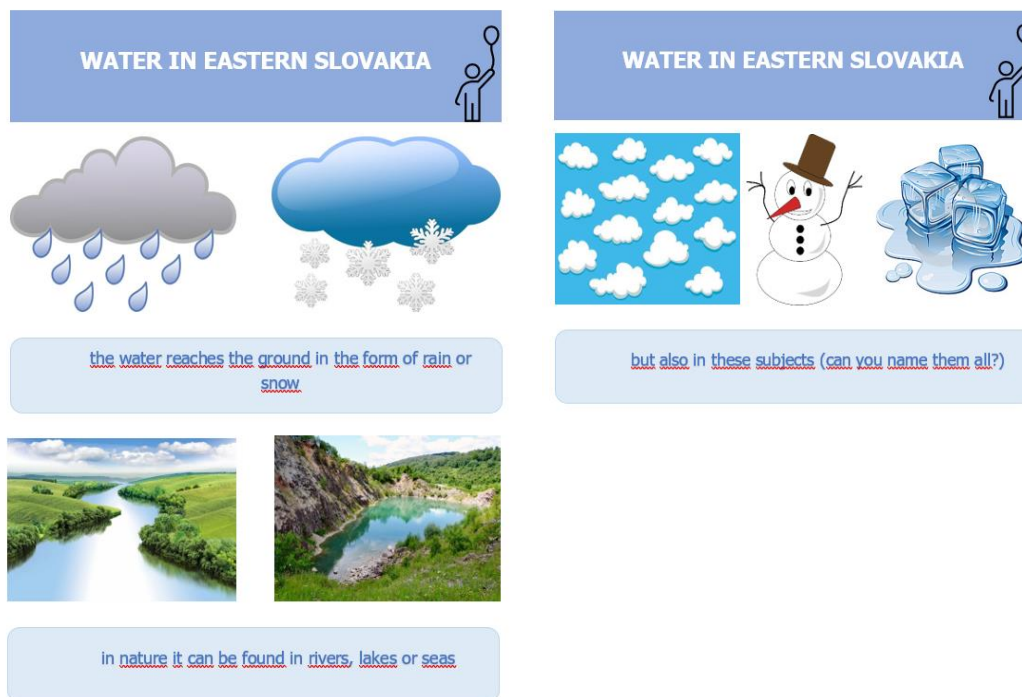 WATER IN EASTERN SLOVAKIA
the water reaches the ground in the form of rain or
snow
in nature it can be found in rivers, lakes or seas
WATER IN EASTERN SLOVAKIA
but also in these subjects (can you name them all?)